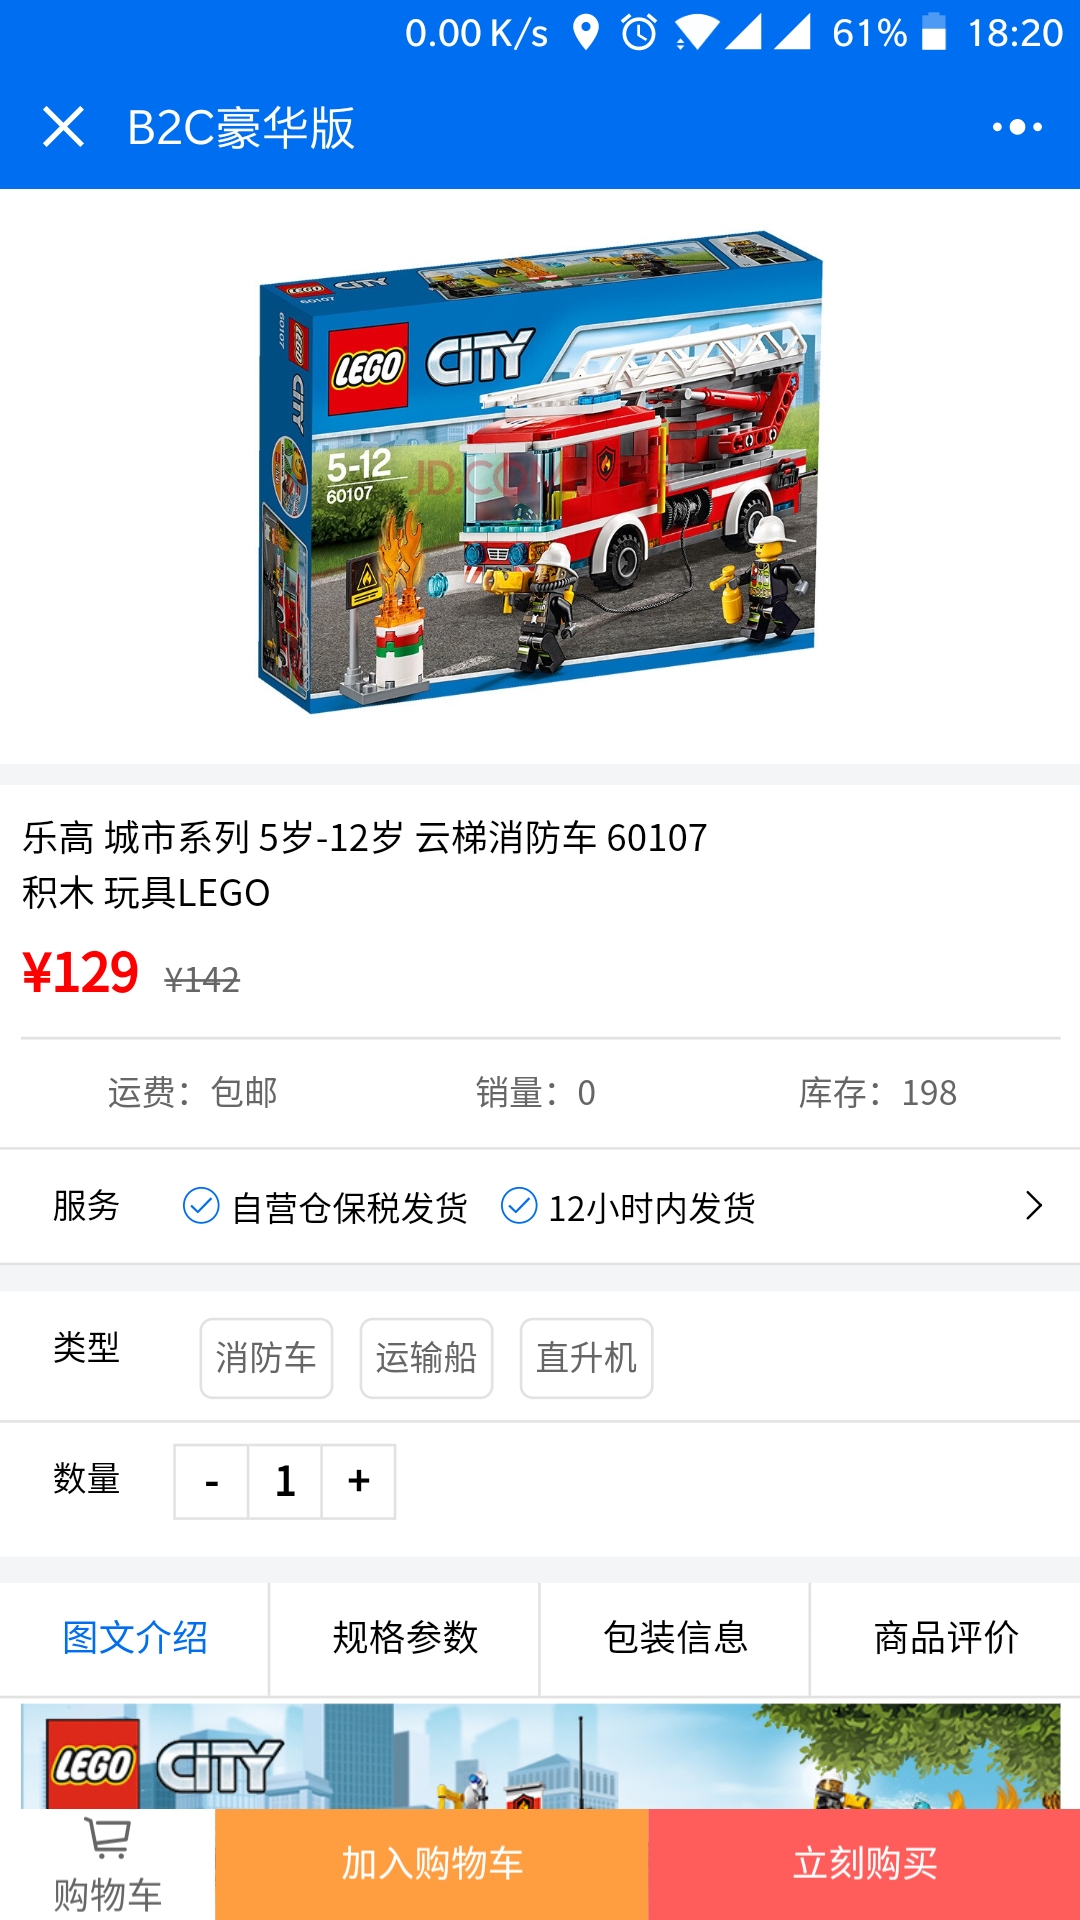 0.00 K/s 61% 18:20
B2C豪华版
LEGO CITY
60107
60107 LEGO CITY
LEGO CITY
5-12
60107
JD.COM
乐高 城市系列 5岁-12岁 云梯消防车 60107
积木 玩具LEGO
¥129 ¥142
运费：包邮 销量：0 库存：198
服务 自营仓保税发货 12小时内发货
类型 消防车 运输船 直升机
数量 - 1 +
图文介绍 规格参数 包装信息 商品评价
LEGO CITY
购物车 加入购物车 立刻购买